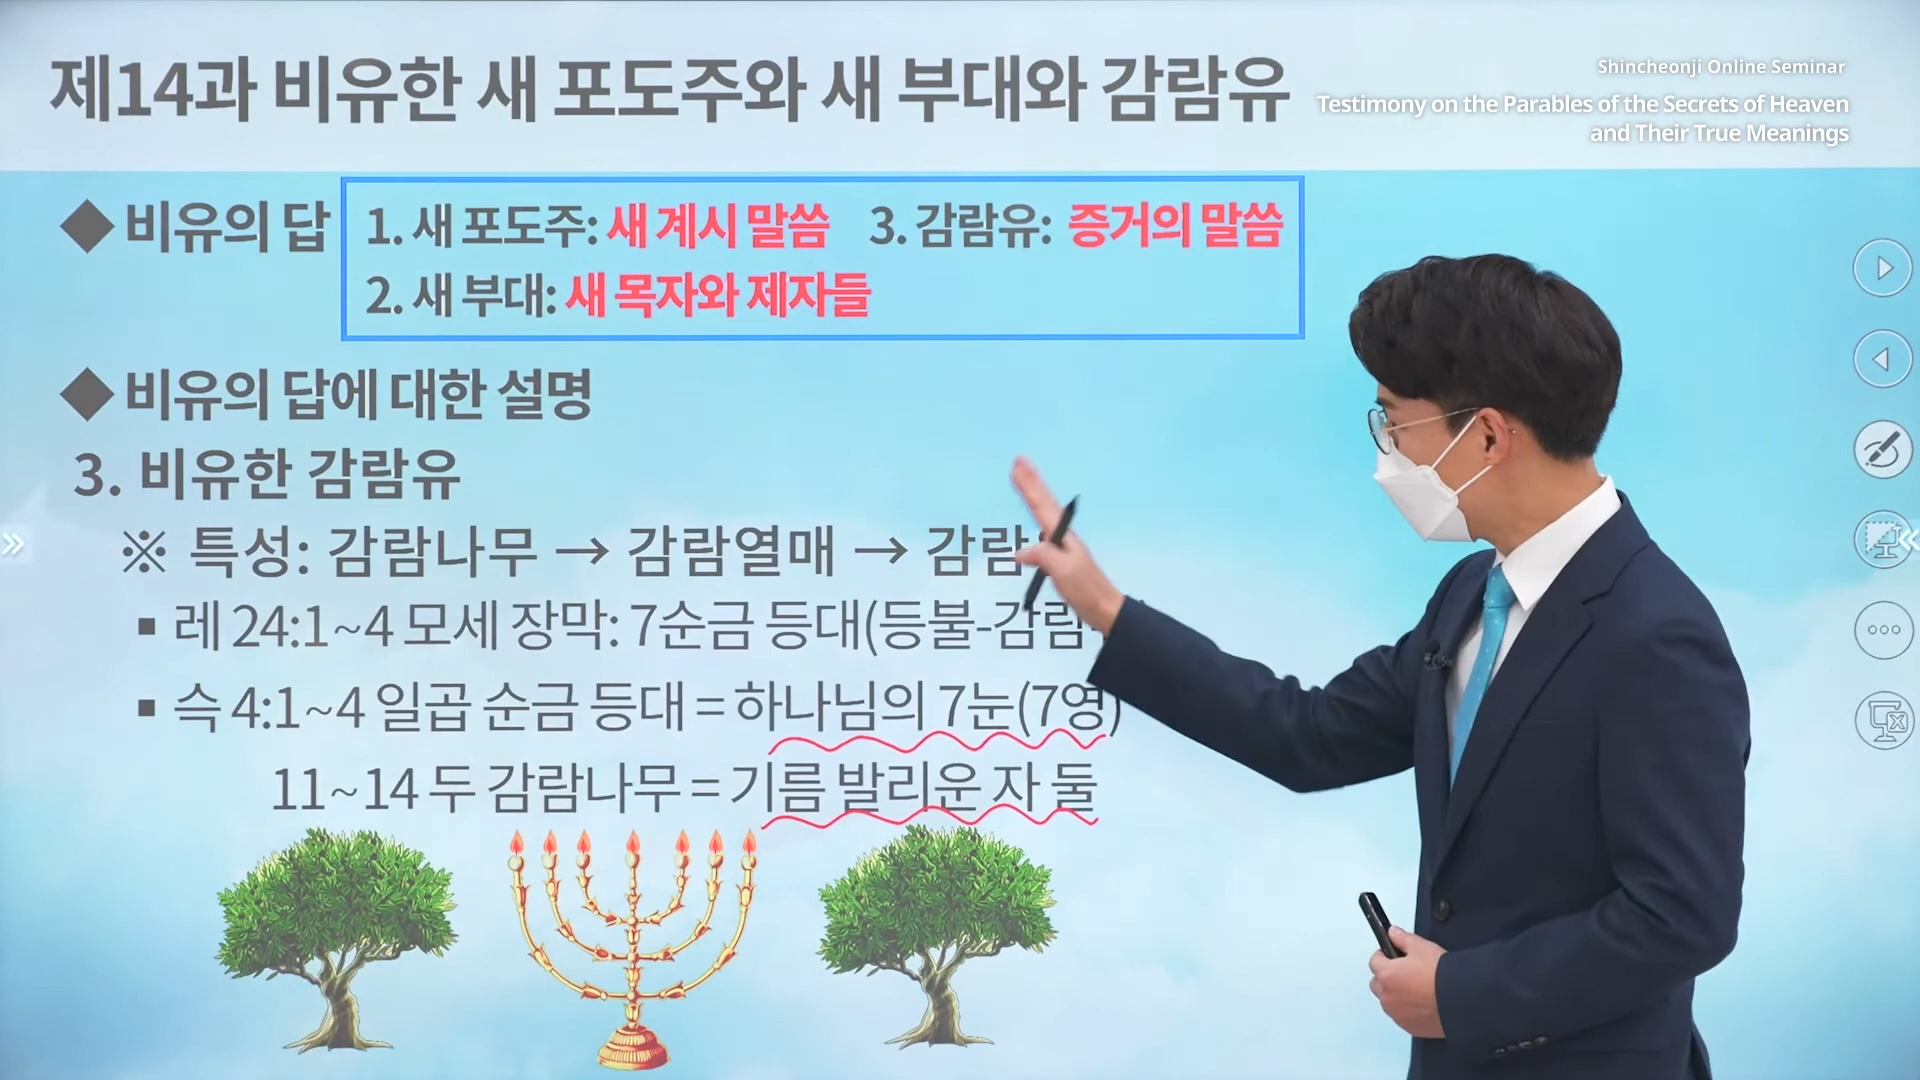 제14과 비유한 새 포도주와 새 부대와 감람유
Shincheonji Online Seminar
Testimony on the Parables of the Secrets of Heaven
and Their True Meanings
◆ 비유의 답
1. 새 포도주: 새 계시 말씀 3. 감람유: 증거의 말씀
2. 새 부대: 새 목자와 제자들
◆ 비유의 답에 대한 설명
3. 비유한 감람유
※ 특성: 감람나무 → 감람열매 →
▪ 레 24:1~4 모세 장막: 7순금 등대(등불-
▪ 슥 4:1~4 일곱 순금 등대 = 하나님의 7눈(7영)
11~14 두 감람나무 = 기름 발리운 자 둘